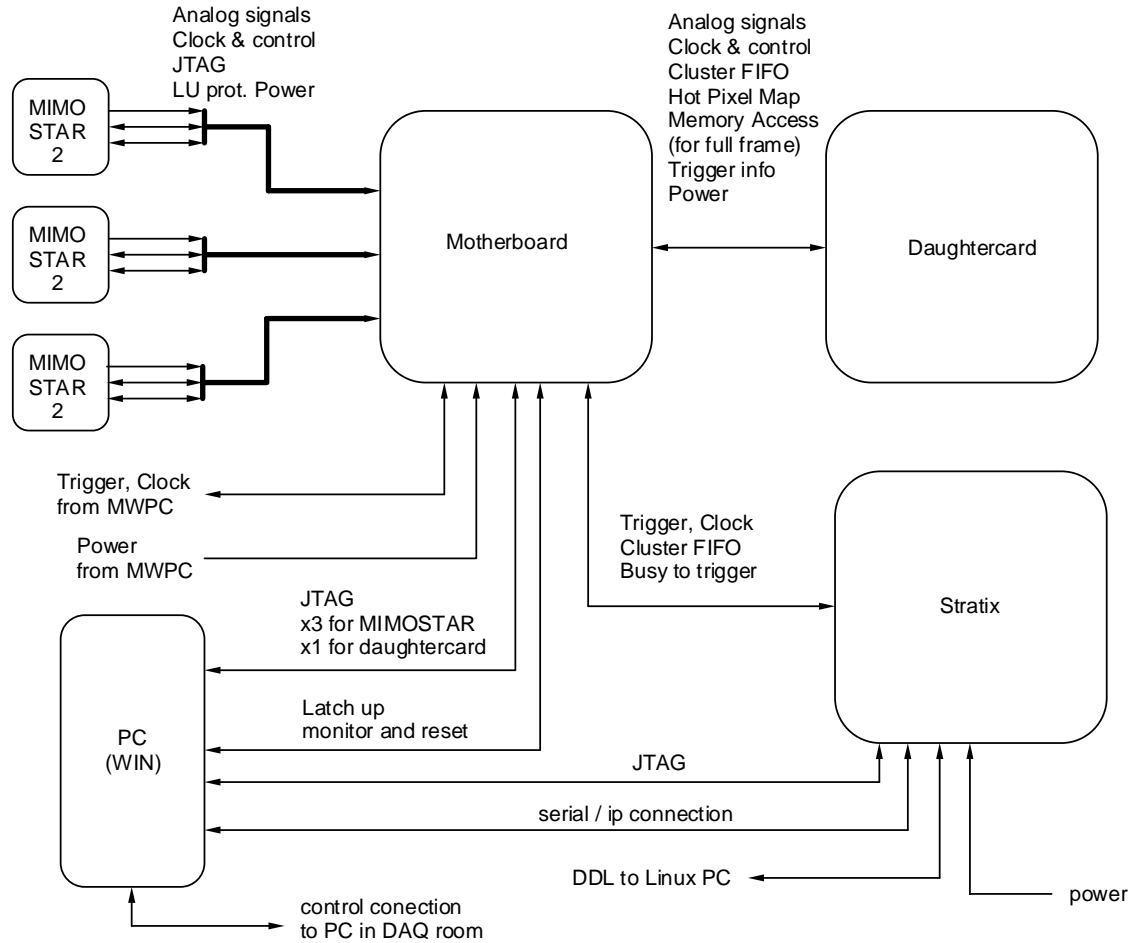 Analog signals
Clock & control
JTAG
LU prot. Power
Analog signals
Clock & control
Cluster FIFO
Hot Pixel Map
Memory Access
(for full frame)
Trigger info
Power
MIMO
STAR
2
MIMO
STAR
2
MIMO
STAR
2
Motherboard
Daughtercard
Trigger, Clock
from MWPC
Power
from MWPC
Trigger, Clock
Cluster FIFO
Busy to trigger
Stratix
JTAG
x3 for MIMOSTAR
x1 for daughtercard
Latch up
monitor and reset
PC
(WIN)
JTAG
serial / ip connection
DDL to Linux PC
power
control conection
to PC in DAQ room